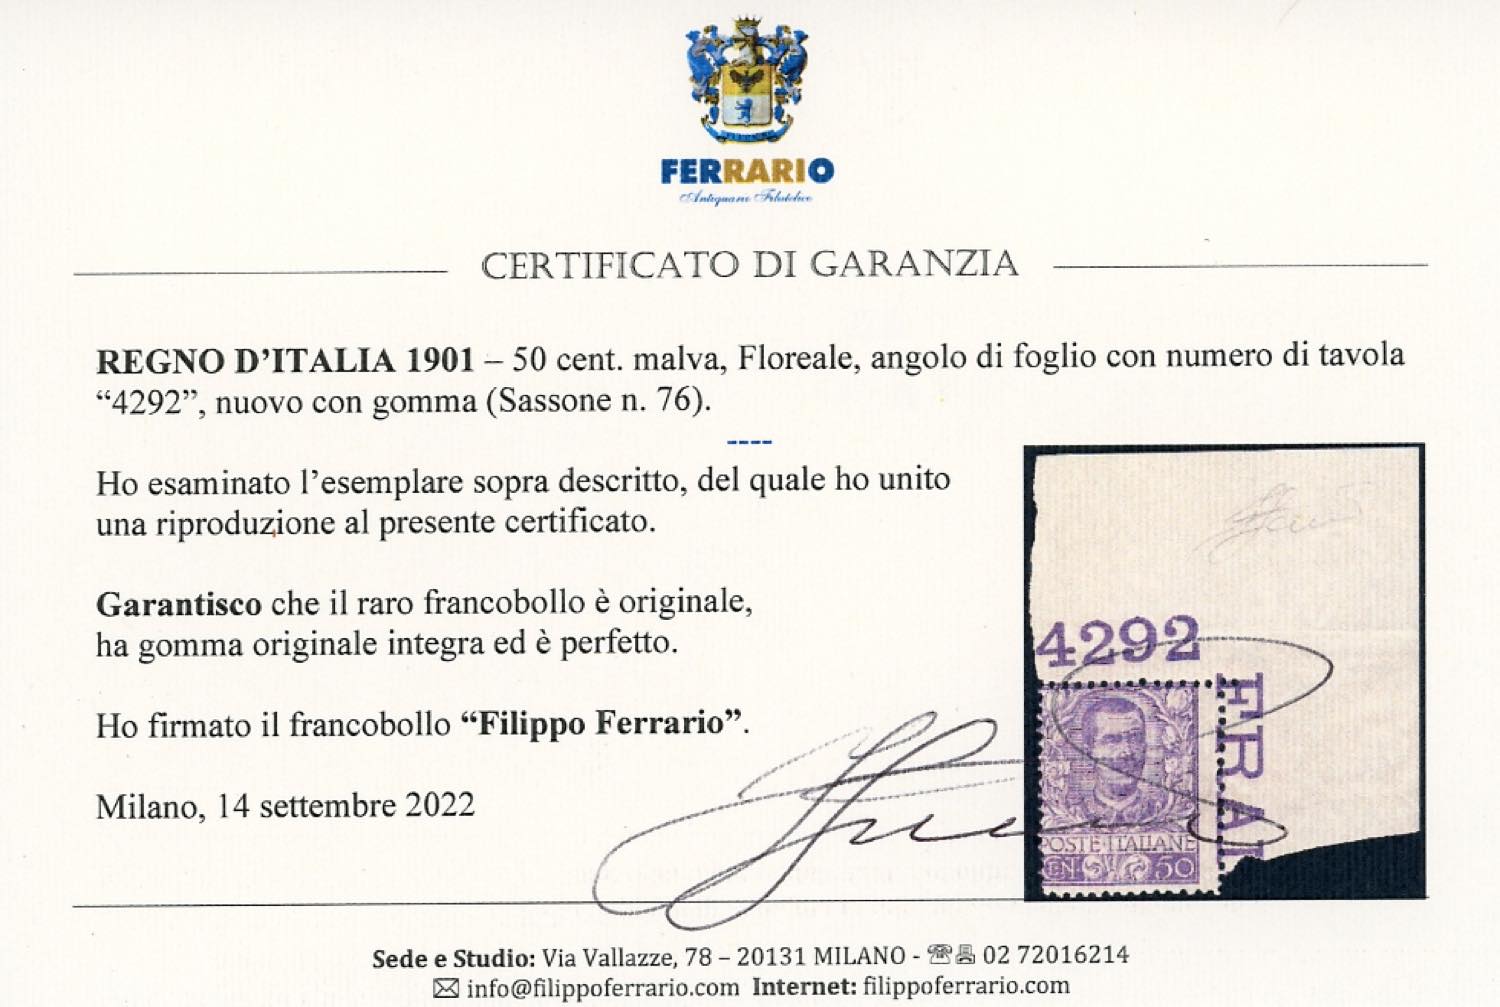 FERRARIO
Antiquario Filatelico
CERTIFICATO DI GARANZIA
REGNO D’ITALIA 1901 – 50 cent. malva, Floreale, angolo di foglio con numero di tavola
“4292”, nuovo con gomma (Sassone n. 76).
----
Ho esaminato l’esemplare sopra descritto, del quale ho unito
una riproduzione al presente certificato.
Garantisco che il raro francobollo è originale,
ha gomma originale integra ed è perfetto.
Ho firmato il francobollo “Filippo Ferrario”.
Milano, 14 settembre 2022
4292
FRA
POSTE ITALIANE
CEN 50
Sede e Studio: Via Vallazze, 78 – 20131 MILANO - 02 72016214
info@filippoferrario.com Internet: filippoferrario.com